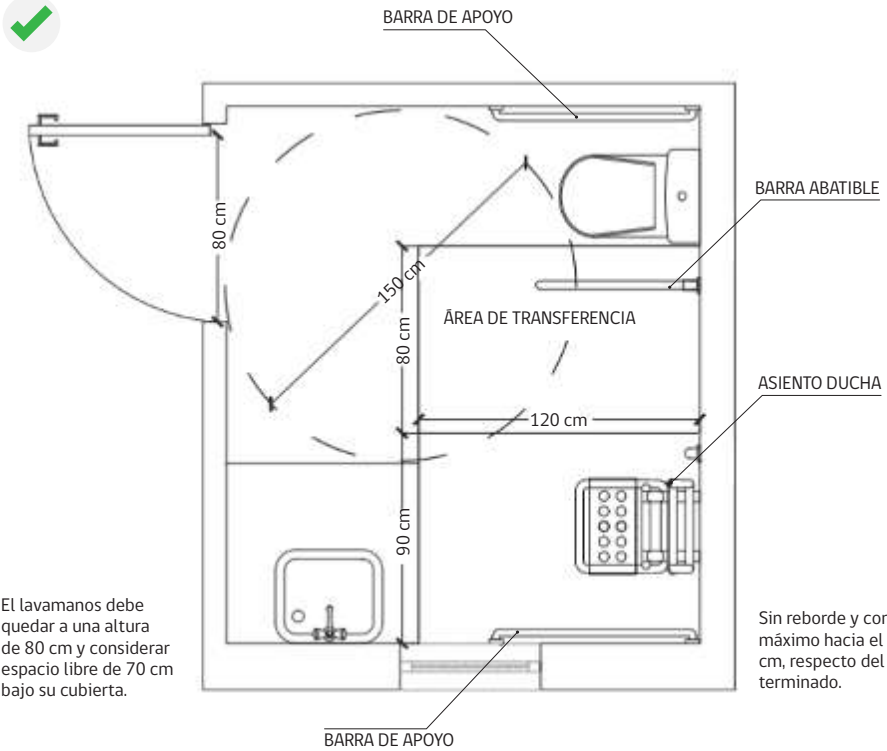 BARRA DE APOYO
BARRA ABATIBLE
80 cm
150 cm
80 cm
ÁREA DE TRANSFERENCIA
ASIENTO DUCHA
120 cm
90 cm
El lavamanos debe
quedar a una altura
de 80 cm y considerar
espacio libre de 70 cm
bajo su cubierta.
Sin reborde y con
máximo hacia el
cm, respecto del
terminado.
BARRA DE APOYO